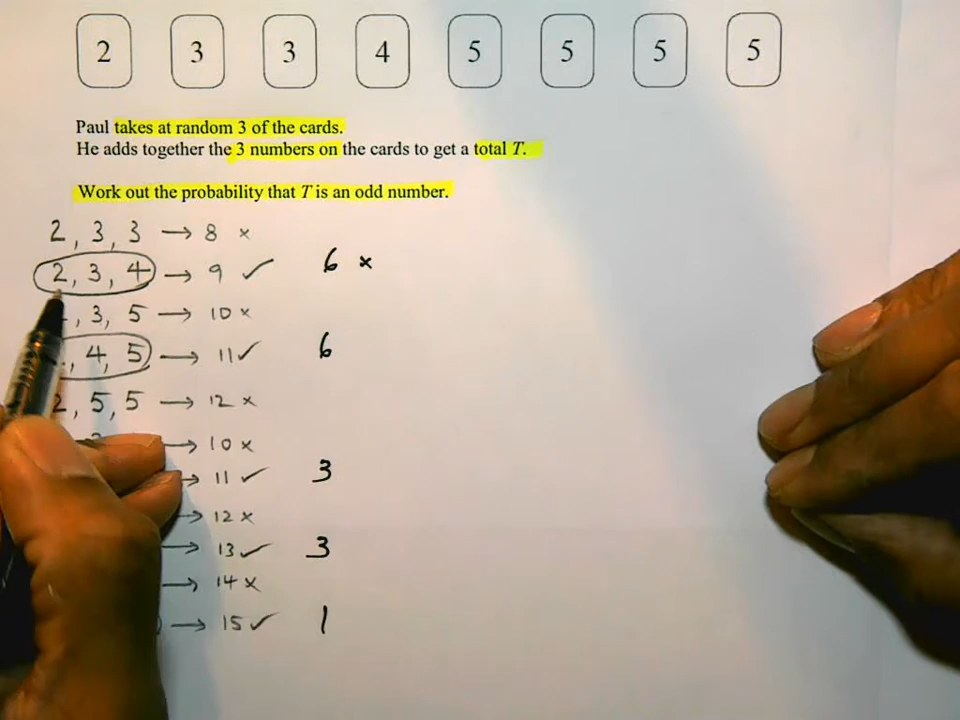 2 3 3 4 5 5 5 5
Paul takes at random 3 of the cards.
He adds together the 3 numbers on the cards to get a total T.
Work out the probability that T is an odd number.
2, 3, 3 → 8 ×
2, 3, 4 → 9 ✓ 6 ×
, 3, 5 → 10 ×
, 4, 5 → 11 ✓ 6
2, 5, 5 → 12 ×
→ 10 ×
→ 11 ✓ 3
→ 12 ×
→ 13 ✓ 3
→ 14 ×
→ 15 ✓ 1